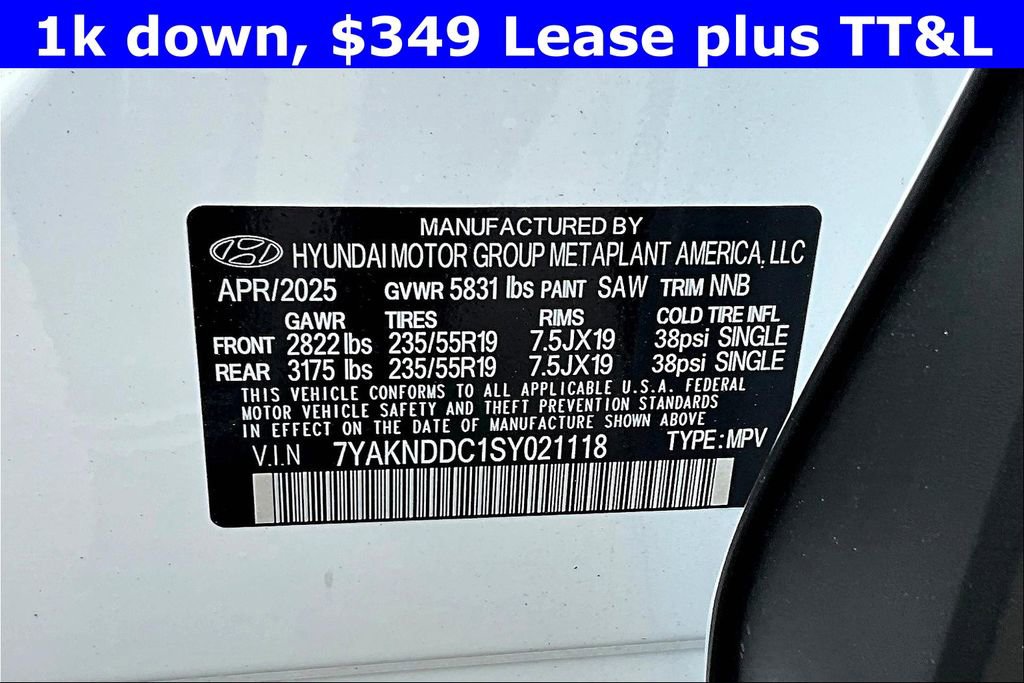 1k down, $349 Lease plus TT&L
MANUFACTURED BY
HYUNDAI MOTOR GROUP METAPLANT AMERICA, LLC
APR/2025 GVWR 5831 lbs PAINT SAW TRIM NNB
GAWR TIRES RIMS COLD TIRE INFL
FRONT 2822 lbs 235/55R19 7.5JX19 38psi SINGLE
REAR 3175 lbs 235/55R19 7.5JX19 38psi SINGLE
THIS VEHICLE CONFORMS TO ALL APPLICABLE U.S.A. FEDERAL
MOTOR VEHICLE SAFETY AND THEFT PREVENTION STANDARDS
IN EFFECT ON THE DATE OF MANUFACTURE SHOWN ABOVE
V.I.N 7YAKNDDC1SY021118 TYPE:MPV